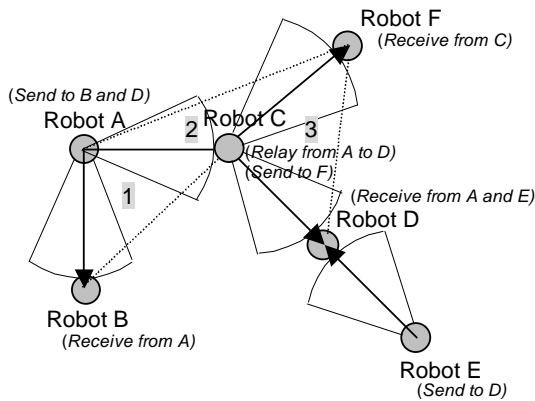 Robot F
(Receive from C)
(Send to B and D)
Robot A
2
Robot C
3
(Relay from A to D)
(Send to F)
1
(Receive from A and E)
Robot D
Robot B
(Receive from A)
Robot E
(Send to D)